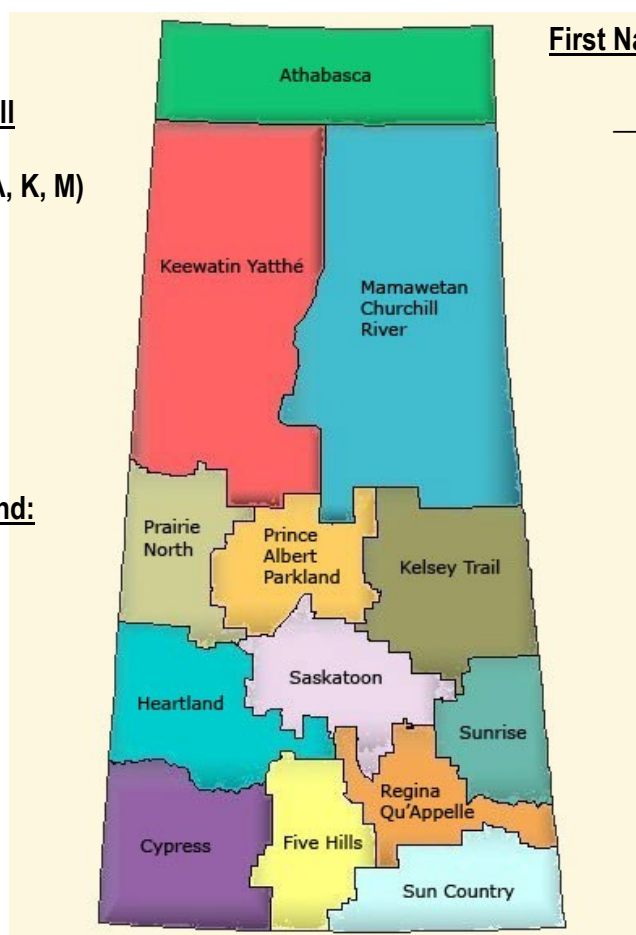 First Na
ll
A, K, M)
nd:
Athabasca
Keewatin Yatthé
Mamawetan
Churchill
River
Prairie
North
Prince
Albert
Parkland
Kelsey Trail
Saskatoon
Heartland
Sunrise
Regina
Qu'Appelle
Cypress
Five Hills
Sun Country